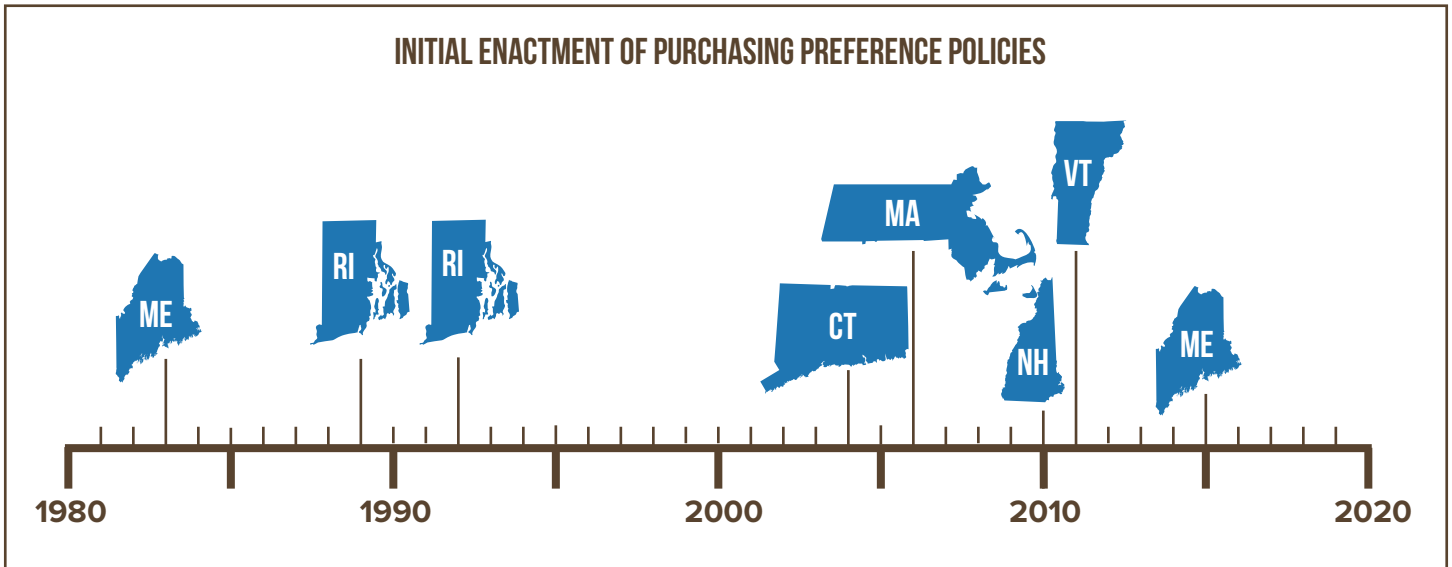 INITIAL ENACTMENT OF PURCHASING PREFERENCE POLICIES
ME
RI
RI
CT
MA
NH
VT
ME
1980
1990
2000
2010
2020